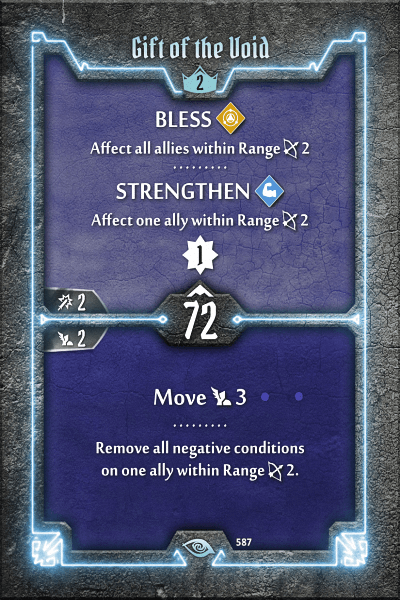 Gift of the Void
2
BLESS
Affect all allies within Range 2
STRENGTHEN
Affect one ally within Range 2
1
2
72
2
Move 3
Remove all negative conditions
on one ally within Range 2.
587